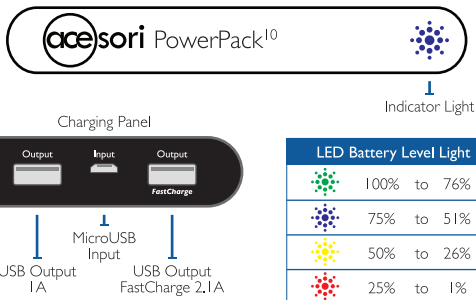 acesori PowerPack10
Indicator Light
Charging Panel
Output
Input
Output
FastCharge
MicroUSB
Input
USB Output
1A
USB Output
FastCharge 2.1A
LED Battery Level Light
100% to 76%
75% to 51%
50% to 26%
25% to 1%